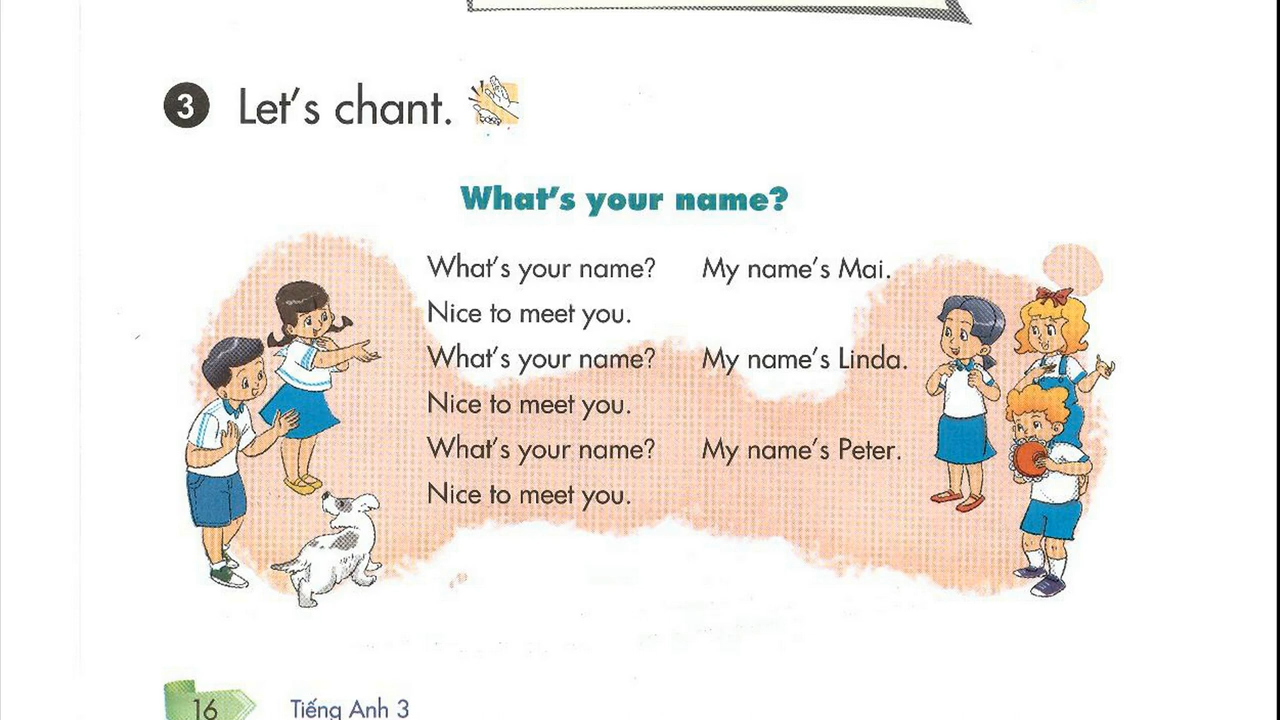 3 Let's chant.
What's your name?
What's your name? My name's Mai.
Nice to meet you.
What's your name? My name's Linda.
Nice to meet you.
What's your name? My name's Peter.
Nice to meet you.
16 Tiếng Anh 3